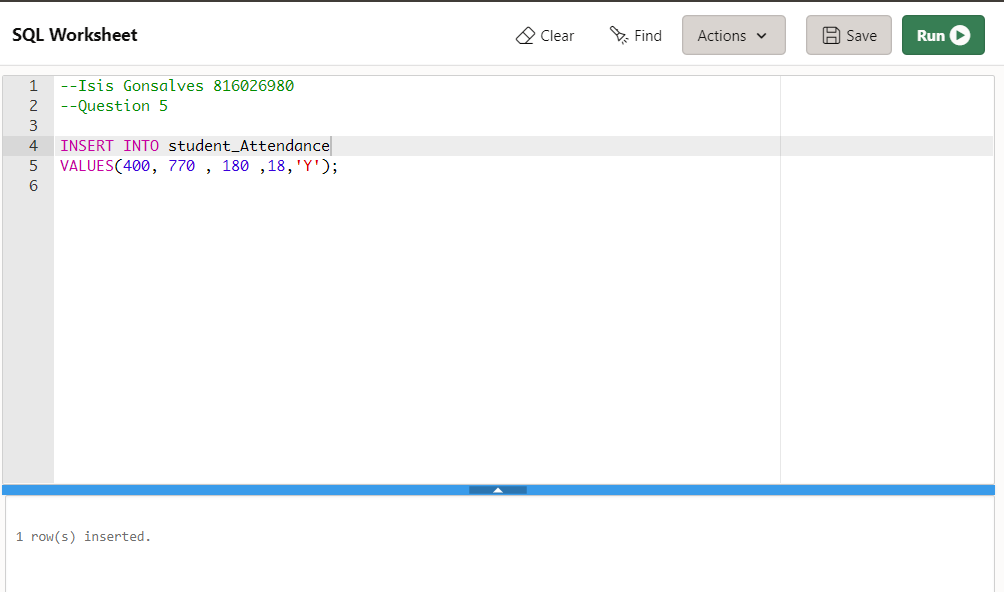 SQL Worksheet
Clear
Find
Actions
Save
Run
1 --Isis Gonsalves 816026980
2 --Question 5
3
4 INSERT INTO student_Attendance
5 VALUES(400, 770 , 180 ,18,'Y');
6
1 row(s) inserted.